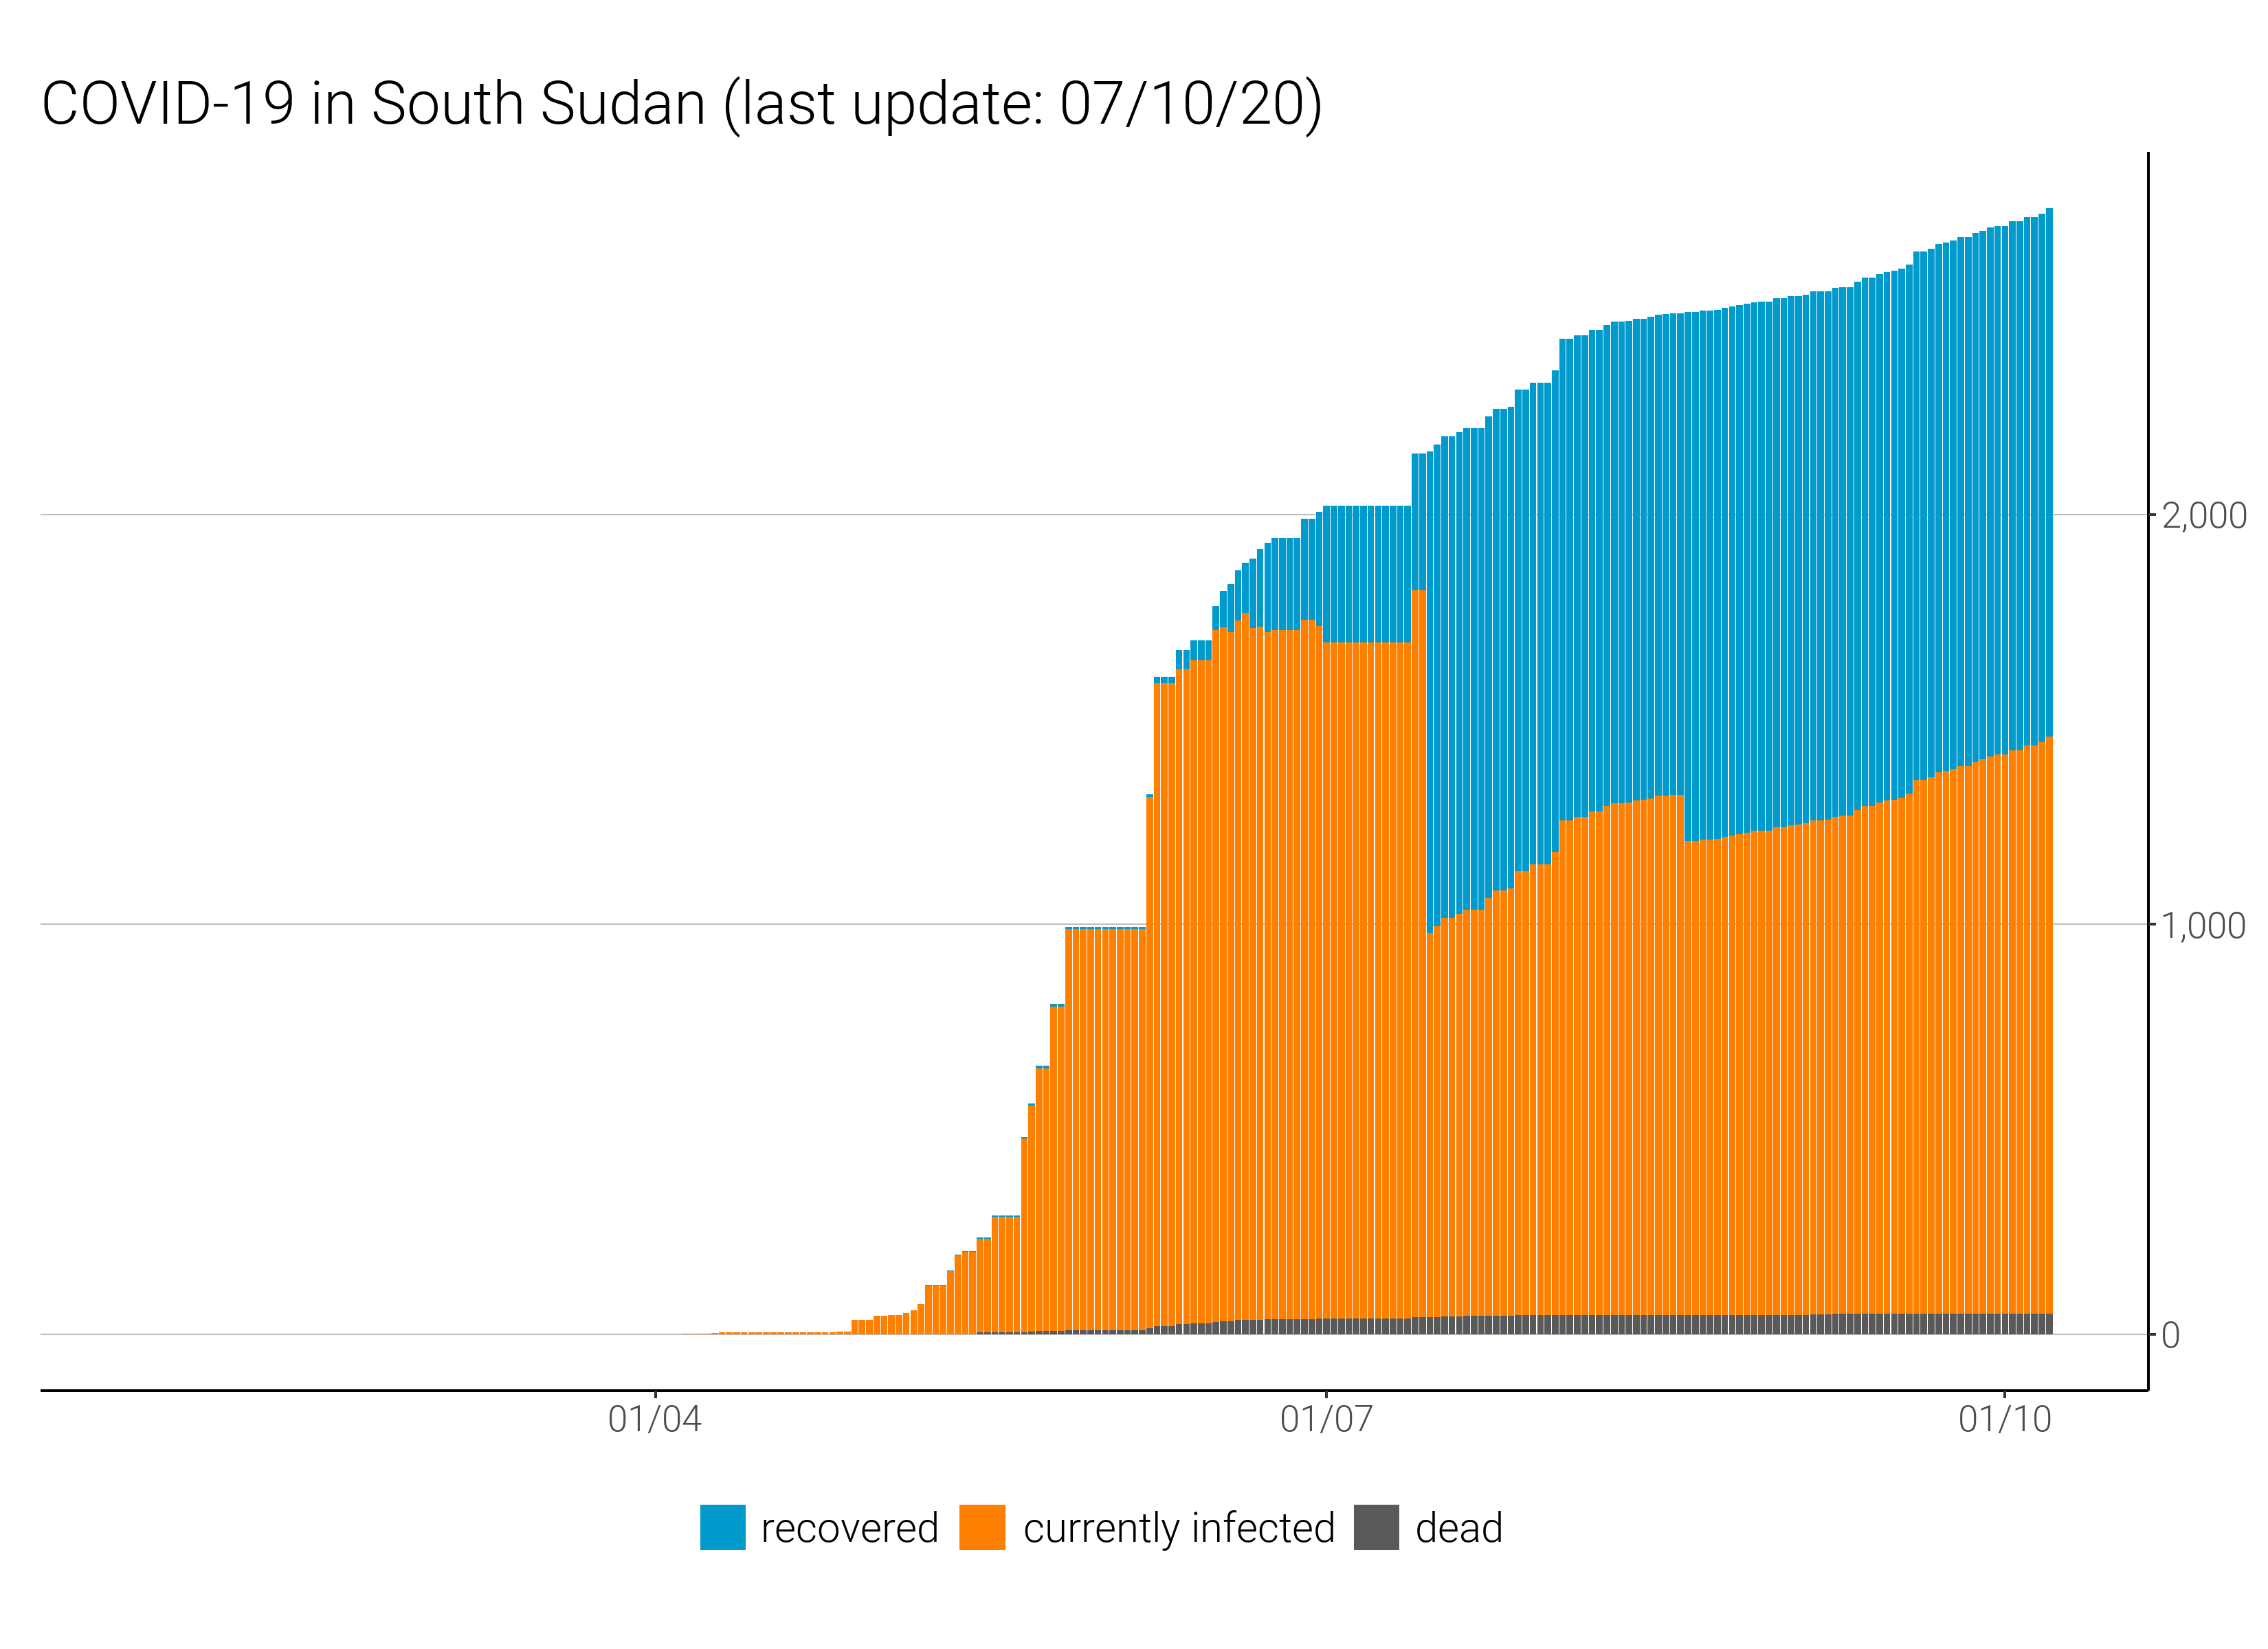 COVID-19 in South Sudan (last update: 07/10/20)
2,000
1,000
0
01/04 01/07 01/10
recovered currently infected dead